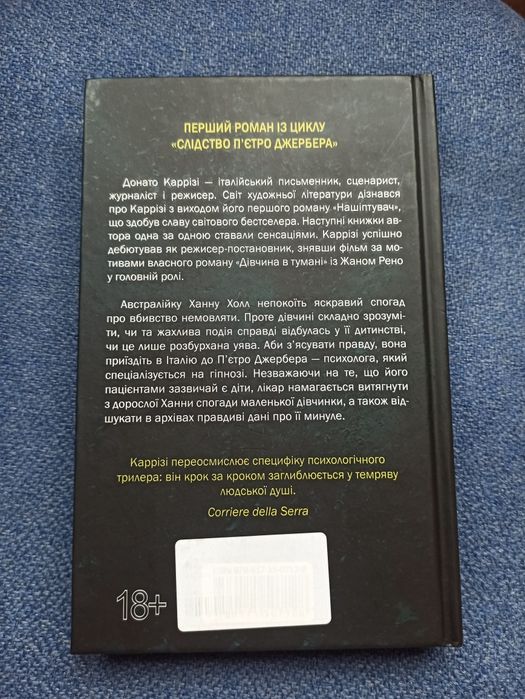 ПЕРШИЙ РОМАН ІЗ ЦИКЛУ
«СЛІДСТВО П'ЄТРО ДЖЕРБЕРА»
Донато Каррізі — італійський письменник, сценарист,
журналіст і режисер. Світ художньої літератури дізнався
про Каррізі з виходом його першого роману «Нашіптувач»,
що здобув славу світового бестселера. Наступні книжки ав-
тора одна за одною ставали сенсаціями. Каррізі успішно
дебютував як режисер-постановник, знявши фільм за мо-
тивами власного роману «Дівчина в тумані» із Жаном Рено
у головній ролі.
Австралійку Ханну Холл непокоїть яскравий спогад
про вбивство немовляти. Проте дівчині складно зрозумі-
ти, чи та жахлива подія справді відбулась у її дитинстві,
чи це лише розбурхана уява. Аби з'ясувати правду, вона
приїздить в Італію до П'єтро Джербера — психолога, який
спеціалізується на гіпнозі. Незважаючи на те, що його
пацієнтами зазвичай є діти, лікар намагається витягнути
з дорослої Ханни спогади маленької дівчинки, а також від-
шукати в архівах правдиві дані про її минуле.
Каррізі переосмислює специфіку психологічного
трилера: він крок за кроком заглиблюється у темряву
людської душі.
Corriere della Serra
18+